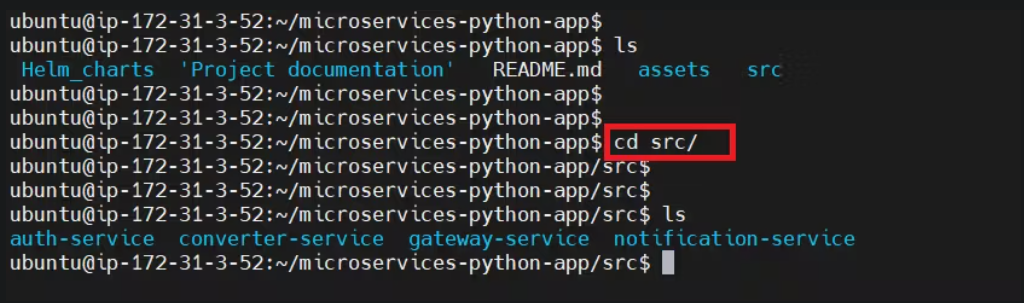 ubuntu@ip-172-31-3-52:~/microservices-python-app$
ubuntu@ip-172-31-3-52:~/microservices-python-app$ ls
Helm_charts 'Project documentation' README.md assets src
ubuntu@ip-172-31-3-52:~/microservices-python-app$
ubuntu@ip-172-31-3-52:~/microservices-python-app$
ubuntu@ip-172-31-3-52:~/microservices-python-app$ cd src/
ubuntu@ip-172-31-3-52:~/microservices-python-app/src$
ubuntu@ip-172-31-3-52:~/microservices-python-app/src$
ubuntu@ip-172-31-3-52:~/microservices-python-app/src$ ls
auth-service converter-service gateway-service notification-service
ubuntu@ip-172-31-3-52:~/microservices-python-app/src$